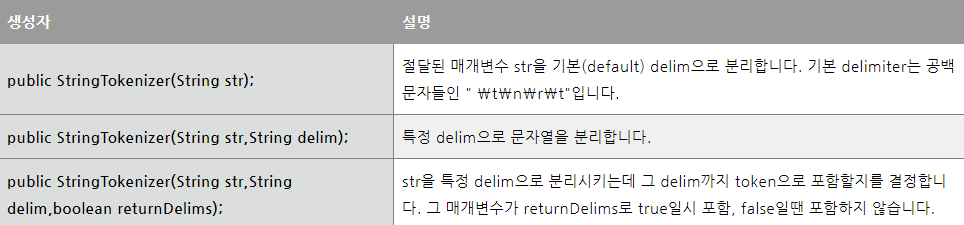 생성자 설명
public StringTokenizer(String str);
절달된 매개변수 str을 기본(default) delim으로 분리합니다. 기본 delimiter는 공백
문자들인 " ₩t₩n₩r₩t"입니다.
public StringTokenizer(String str,String delim);
특정 delim으로 문자열을 분리합니다.
public StringTokenizer(String str,String
delim,boolean returnDelims);
str을 특정 delim으로 분리시키는데 그 delim까지 token으로 포함할지를 결정합니
다. 그 매개변수가 returnDelims로 true일시 포함, false일땐 포함하지 않습니다.